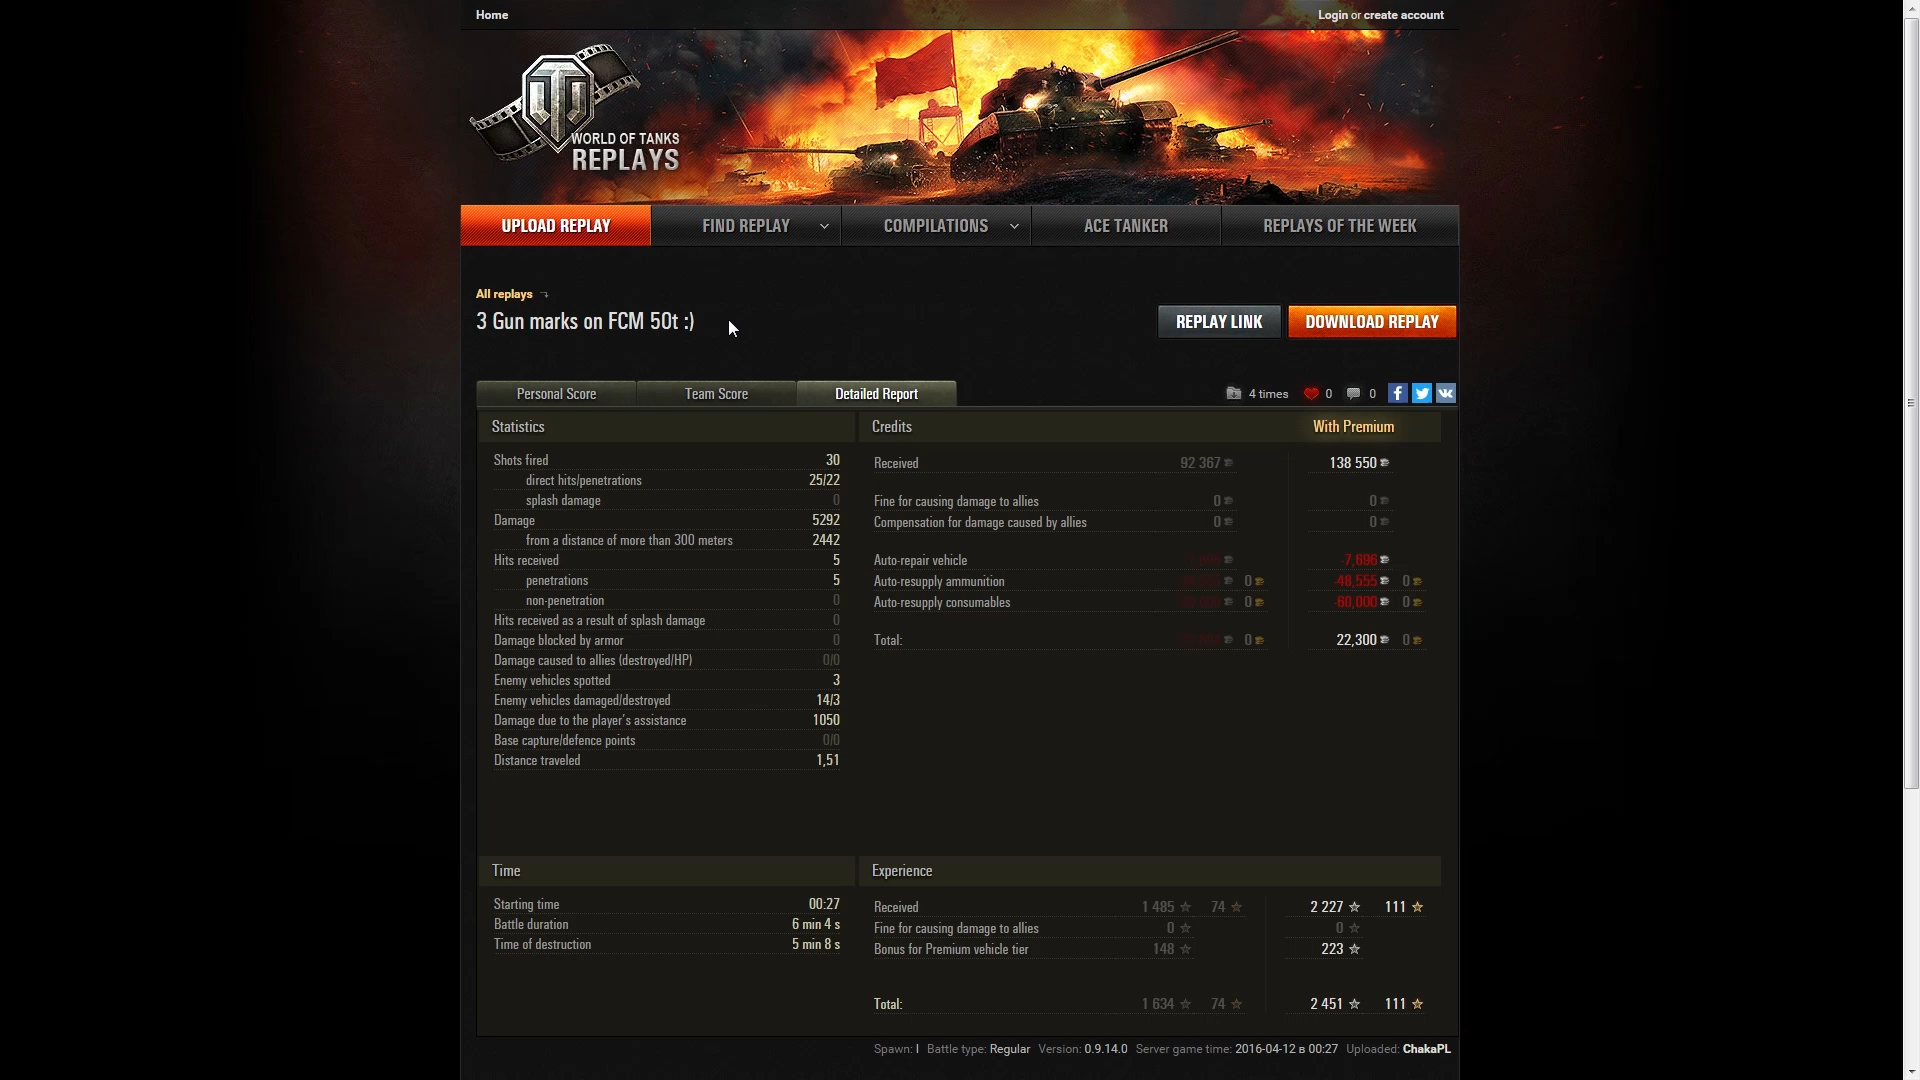 Home
Login or create account
WORLD OF TANKS
REPLAYS
UPLOAD REPLAY
FIND REPLAY
COMPILATIONS
ACE TANKER
REPLAYS OF THE WEEK
All replays
3 Gun marks on FCM 50t :)
REPLAY LINK
DOWNLOAD REPLAY
Personal Score
Team Score
Detailed Report
4 times
0
0
Statistics
Shots fired 30
direct hits/penetrations 25/22
splash damage 0
Damage 5292
from a distance of more than 300 meters 2442
Hits received 5
penetrations 5
non-penetration 0
Hits received as a result of splash damage 0
Damage blocked by armor 0
Damage caused to allies (destroyed/HP) 0/0
Enemy vehicles spotted 3
Enemy vehicles damaged/destroyed 14/3
Damage due to the player's assistance 1050
Base capture/defence points 0/0
Distance traveled 1,51
Credits With Premium
Received 92 367 138 550
Fine for causing damage to allies 0 0
Compensation for damage caused by allies 0 0
Auto-repair vehicle -7,696
Auto-resupply ammunition 0 -48,555 0
Auto-resupply consumables 0 -60,000 0
Total: 0 22,300 0
Time
Starting time 00:27
Battle duration 6 min 4 s
Time of destruction 5 min 8 s
Experience
Received 1 485 74 2 227 111
Fine for causing damage to allies 0 0
Bonus for Premium vehicle tier 148 223
Total: 1 634 74 2 451 111
Spawn: I Battle type: Regular Version: 0.9.14.0 Server game time: 2016-04-12 в 00:27 Uploaded: ChakaPL